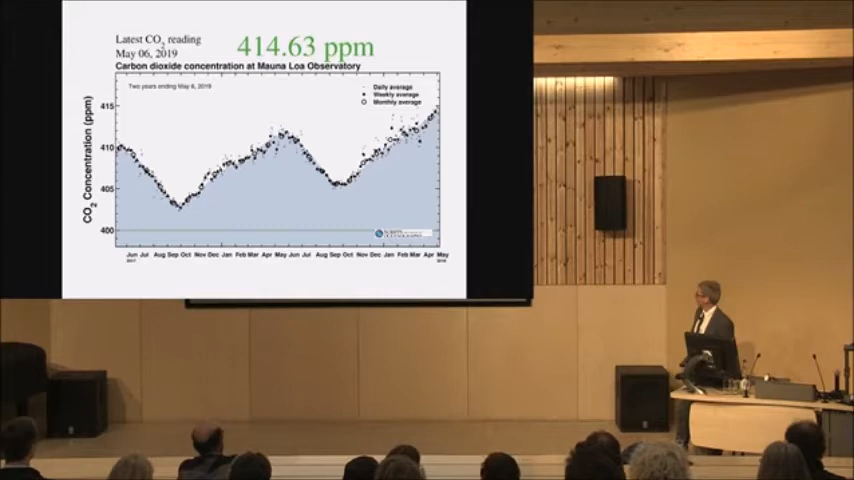 Latest CO2 reading
May 06, 2019
414.63 ppm
Carbon dioxide concentration at Mauna Loa Observatory
Two years ending May 6, 2019
Daily average
Weekly average
Monthly average
CO2 Concentration (ppm)
415
410
405
400
Jun Jul Aug Sep Oct Nov Dec Jan Feb Mar Apr May Jun Jul Aug Sep Oct Nov Dec Jan Feb Mar Apr May
2017 2019